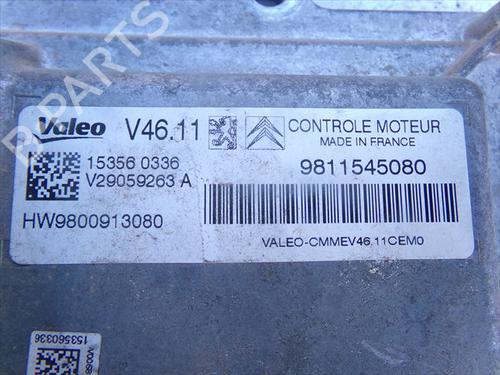 Valeo V46.11
CONTROLE MOTEUR
MADE IN FRANCE
15356 0336
V29059263 A
9811545080
HW9800913080
VALEO-CMMEV46.11CEM0
153560336